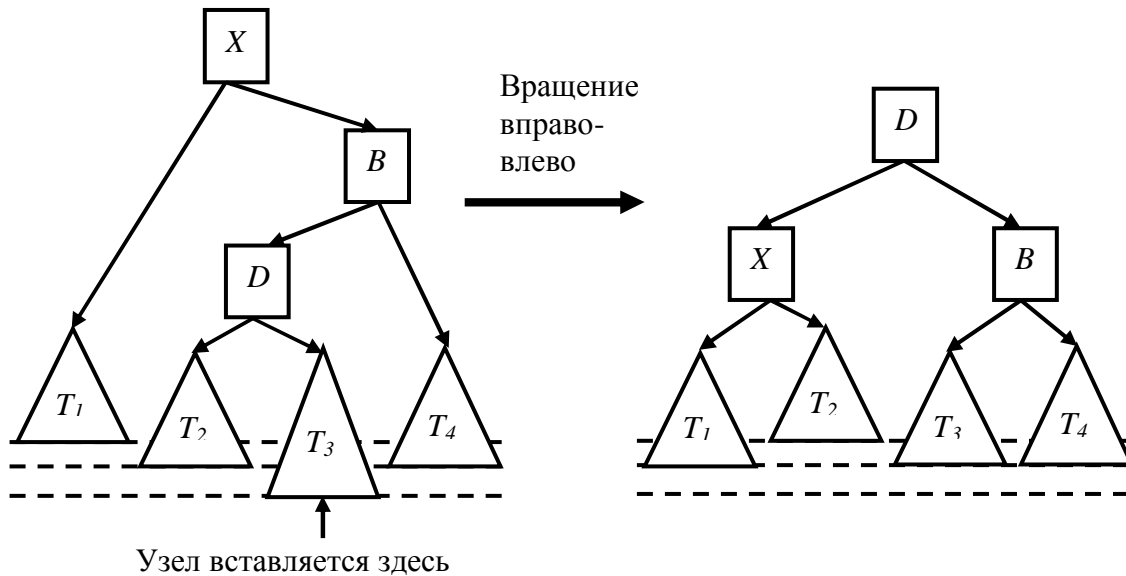 X
B
D
T1
T2
T3
T4
Вращение
вправо-
влево
D
X
B
T1
T2
T3
T4
Узел вставляется здесь